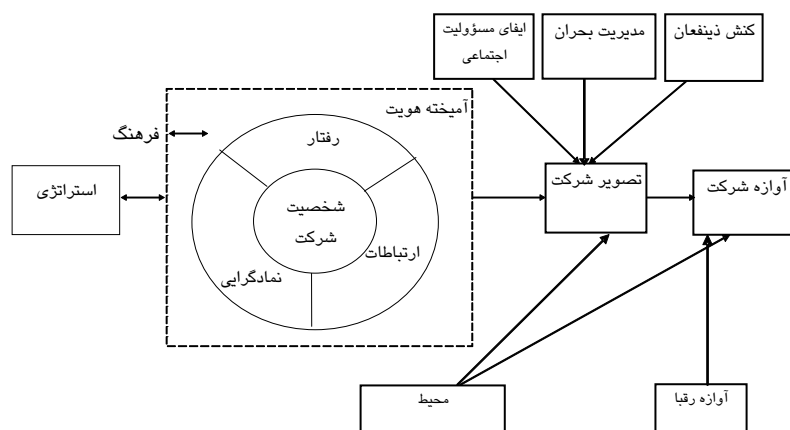 کنش ذینفعان
مدیریت بحران
ایفای مسؤولیت
اجتماعی
آمیخته هویت
فرهنگ
رفتار
استراتژی
شخصیت
شرکت
ارتباطات
نمادگرایی
تصویر شرکت
آوازه شرکت
محیط
آوازه رقبا